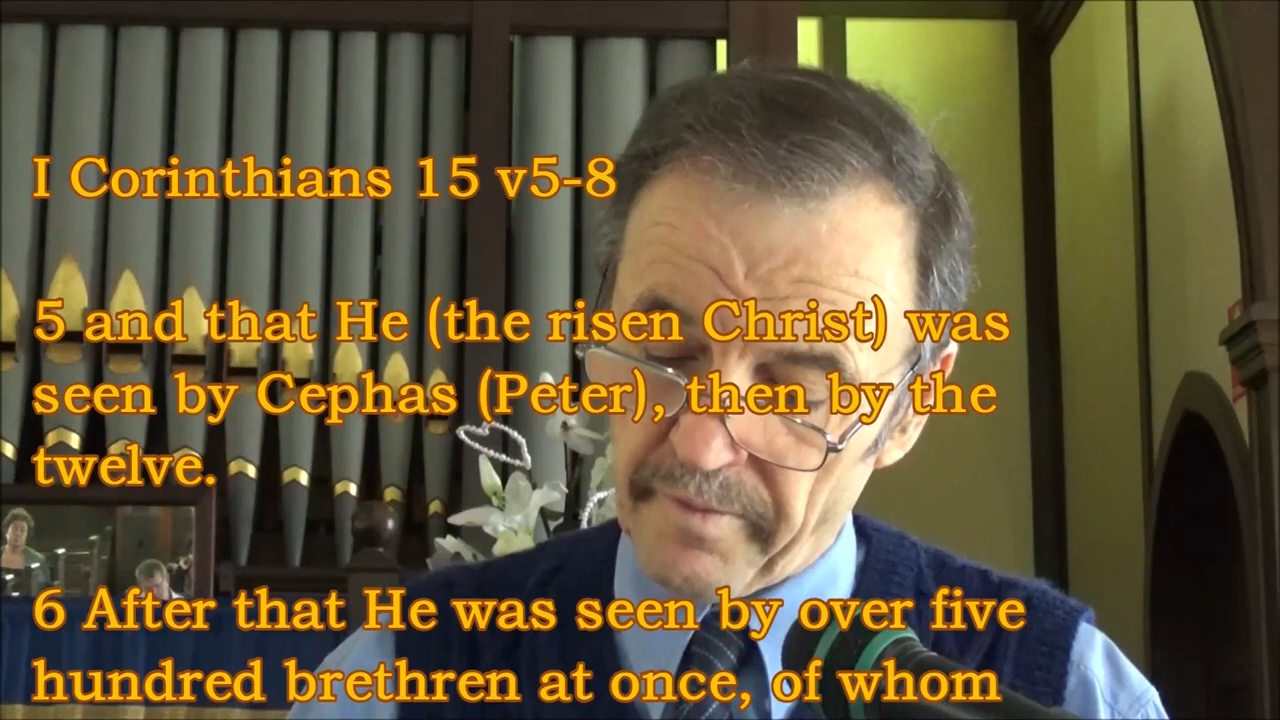 I Corinthians 15 v5-8
5 and that He (the risen Christ) was
seen by Cephas (Peter), then by the
twelve.
6 After that He was seen by over five
hundred brethren at once, of whom